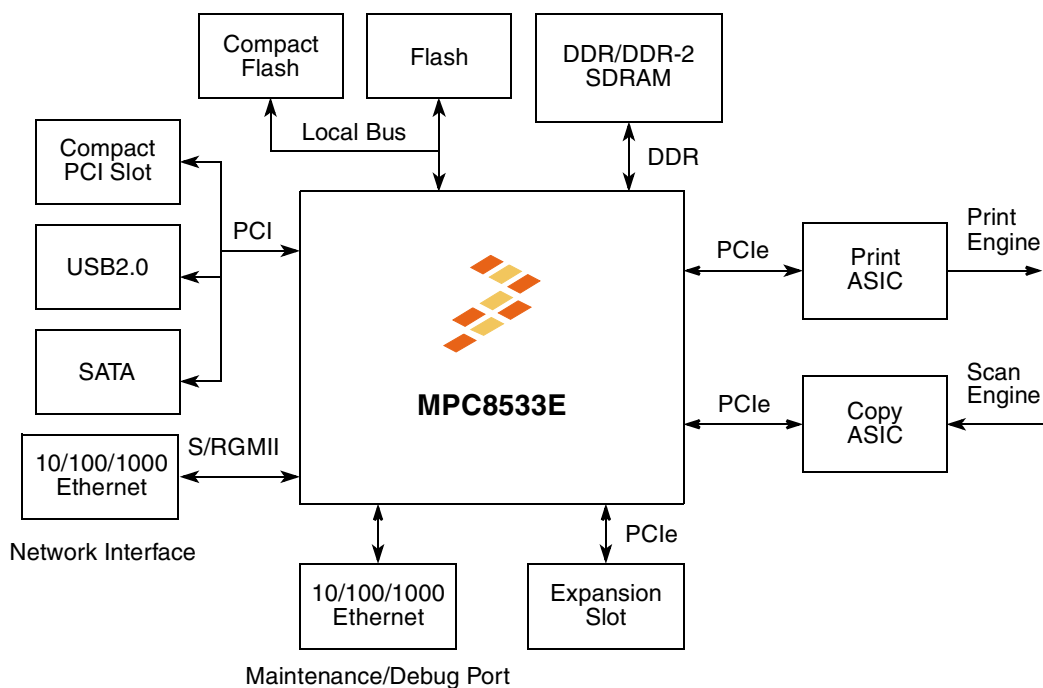 Compact
Flash
Flash
DDR/DDR-2
SDRAM
Local Bus
DDR
Compact
PCI Slot
PCI
USB2.0
SATA
S/RGMII
10/100/1000
Ethernet
Network Interface
MPC8533E
PCIe
Print
ASIC
Print
Engine
PCIe
Copy
ASIC
Scan
Engine
10/100/1000
Ethernet
Maintenance/Debug Port
PCIe
Expansion
Slot